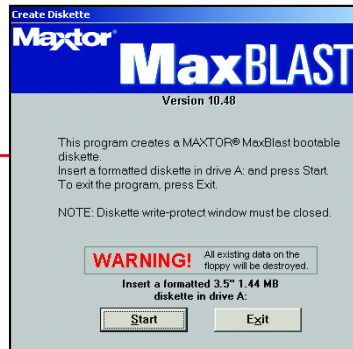 Create Diskette
Maxtor®
MaxBLAST
Version 10.48
This program creates a MAXTOR® MaxBlast bootable
diskette.
Insert a formatted diskette in drive A: and press Start.
To exit the program, press Exit.
NOTE: Diskette write-protect window must be closed.
WARNING! All existing data on the
floppy will be destroyed.
Insert a formatted 3.5" 1.44 MB
diskette in drive A:
Start Exit